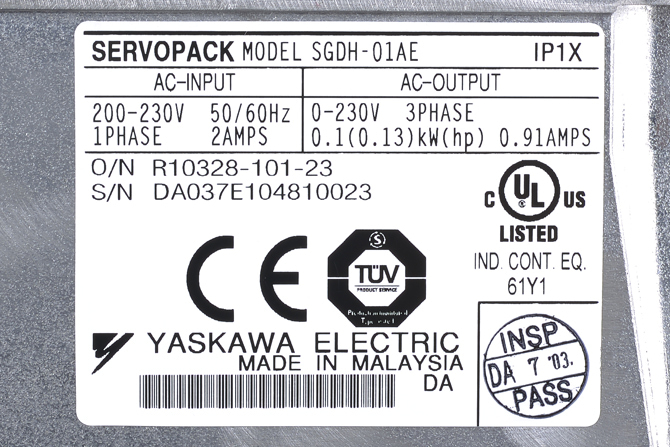 SERVOPACK MODEL SGDH-01AE IP1X
AC-INPUT AC-OUTPUT
200-230V 50/60Hz 0-230V 3PHASE
1PHASE 2AMPS 0.1(0.13)kW(hp) 0.91AMPS
O/N R10328-101-23
S/N DA037E104810023
C UL US
LISTED
IND. CONT. EQ.
61Y1
CE
S
TÜV
PRODUCT SERVICE
YASKAWA ELECTRIC
MADE IN MALAYSIA
DA
INSP
DA 7 '03.
PASS